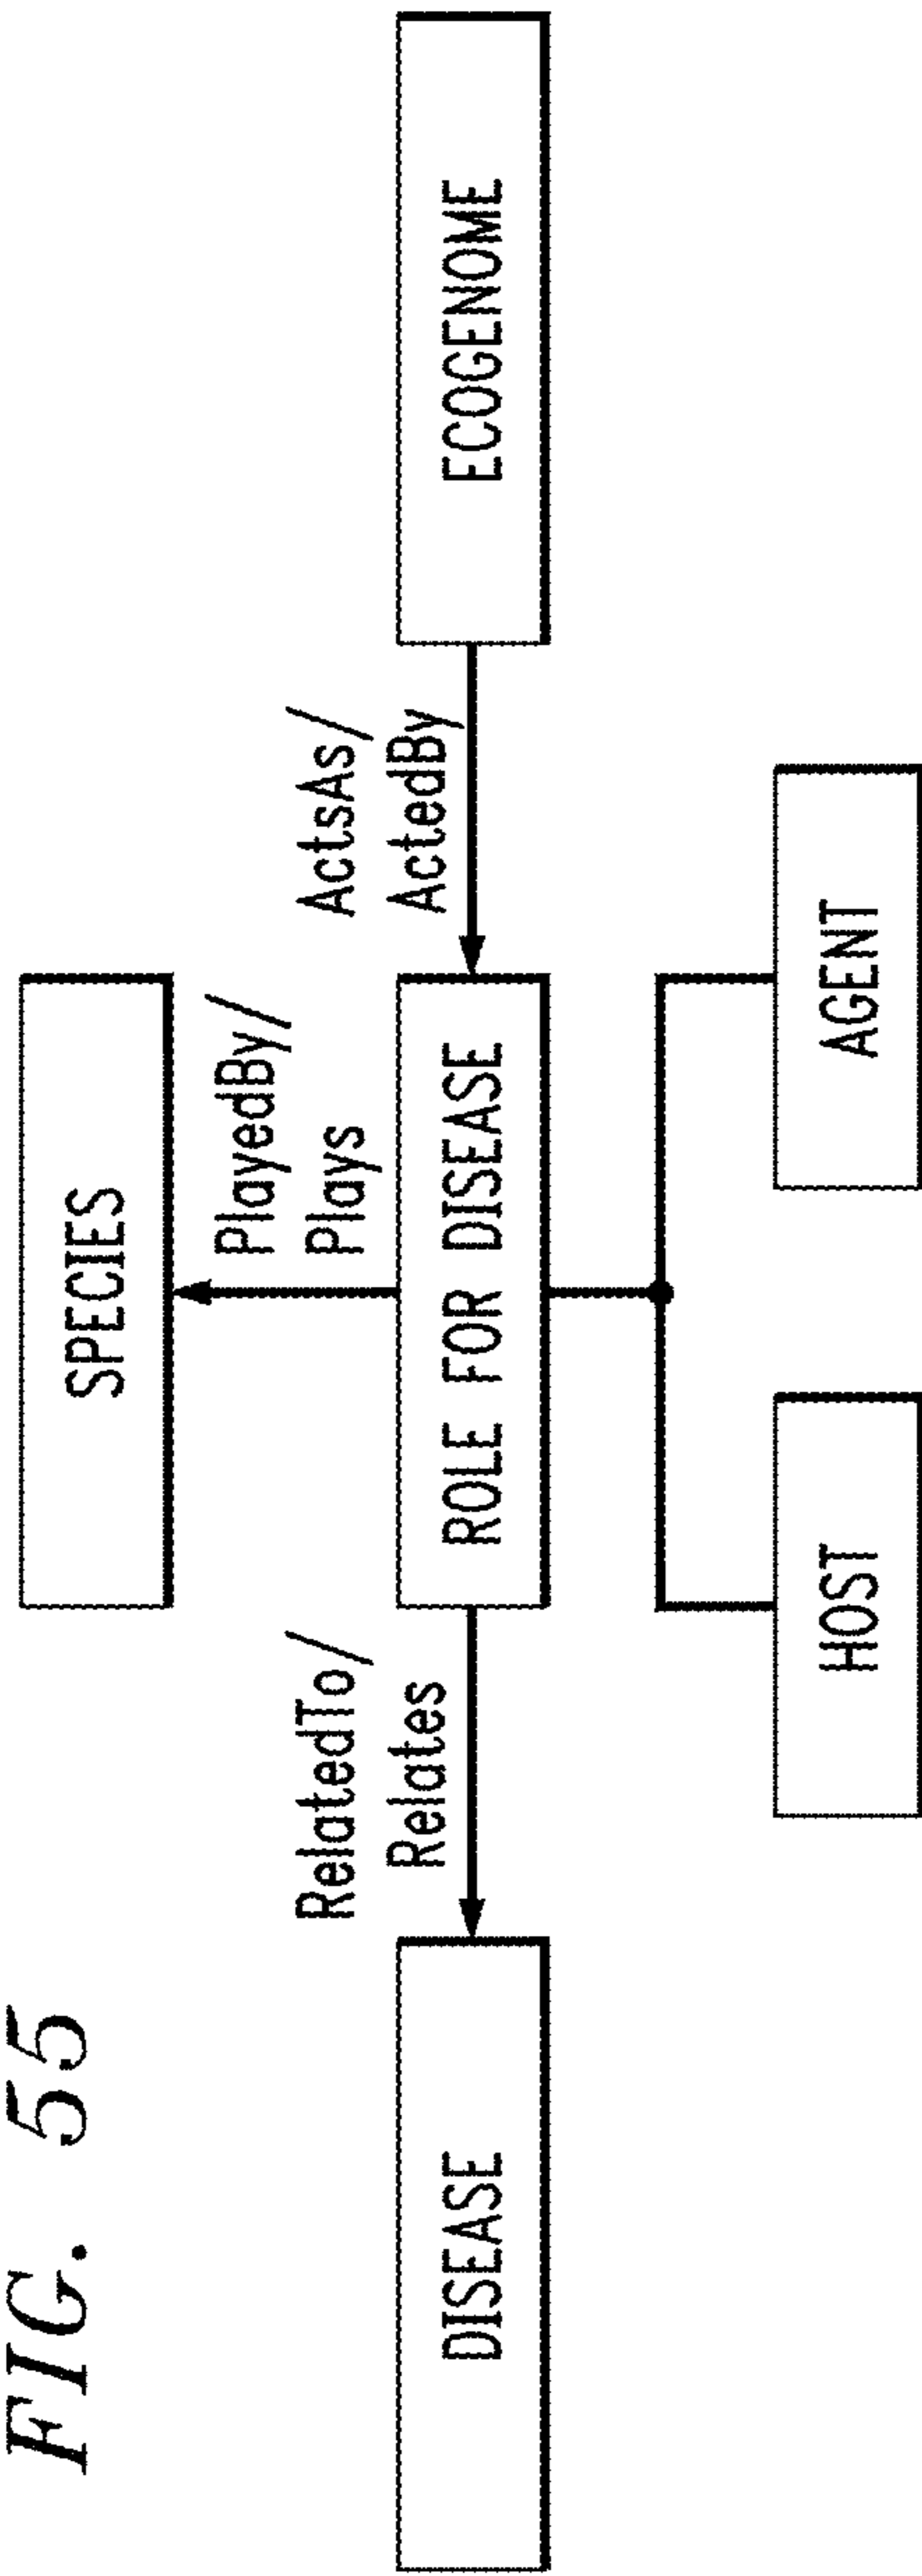 FIG. 55
SPECIES
PlayedBy/
Plays
RelatedTo/
Relates
ActsAs/
ActedBy
DISEASE
ROLE FOR DISEASE
ECOGENOME
HOST
AGENT